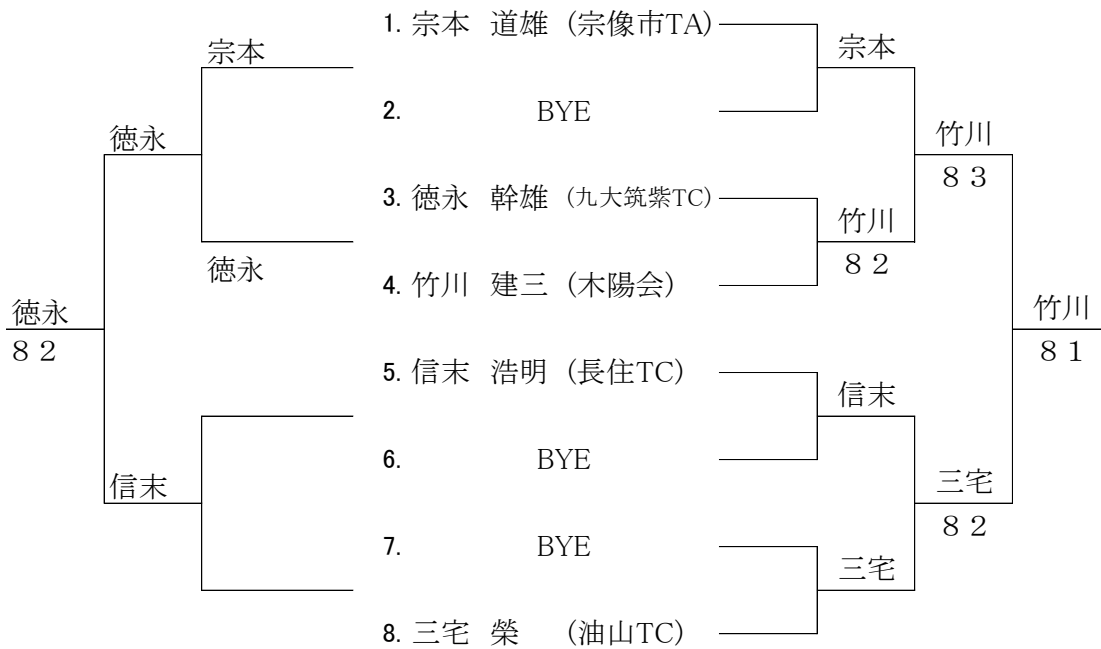 1. 宗本 道雄 (宗像市TA)
宗本
宗本
2. BYE
徳永
竹川
8 3
3. 徳永 幹雄 (九大筑紫TC)
竹川
8 2
徳永
4. 竹川 建三 (木陽会)
徳永
8 2
竹川
8 1
5. 信末 浩明 (長住TC)
信末
6. BYE
信末
三宅
8 2
7. BYE
三宅
8. 三宅 榮 (油山TC)